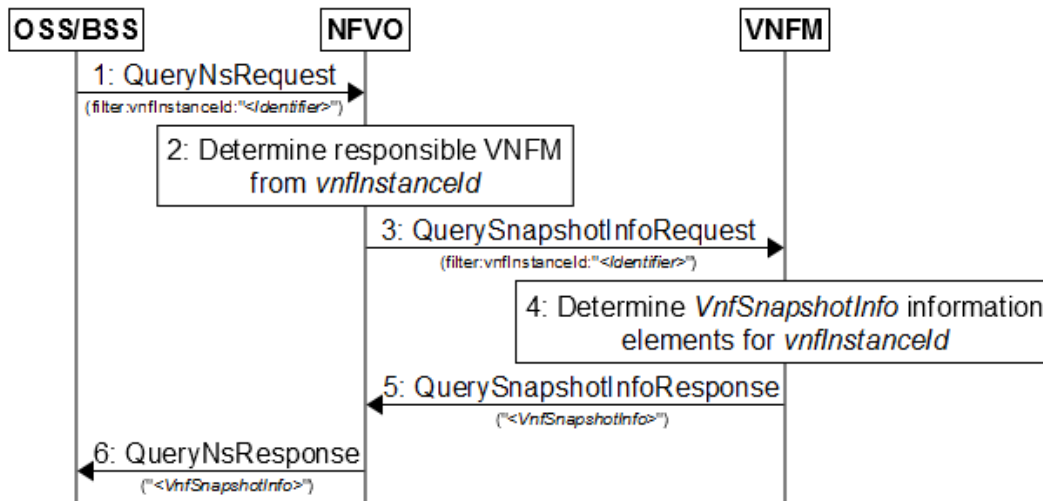 OSS/BSS NFVO VNFM
1: QueryNsRequest
(filter:vnfInstanceId:"<Identifier>")
2: Determine responsible VNFM
from vnfInstanceId
3: QuerySnapshotInfoRequest
(filter:vnfInstanceId:"<Identifier>")
4: Determine VnfSnapshotInfo information
elements for vnfInstanceId
5: QuerySnapshotInfoResponse
("<VnfSnapshotInfo>")
6: QueryNsResponse
("<VnfSnapshotInfo>")